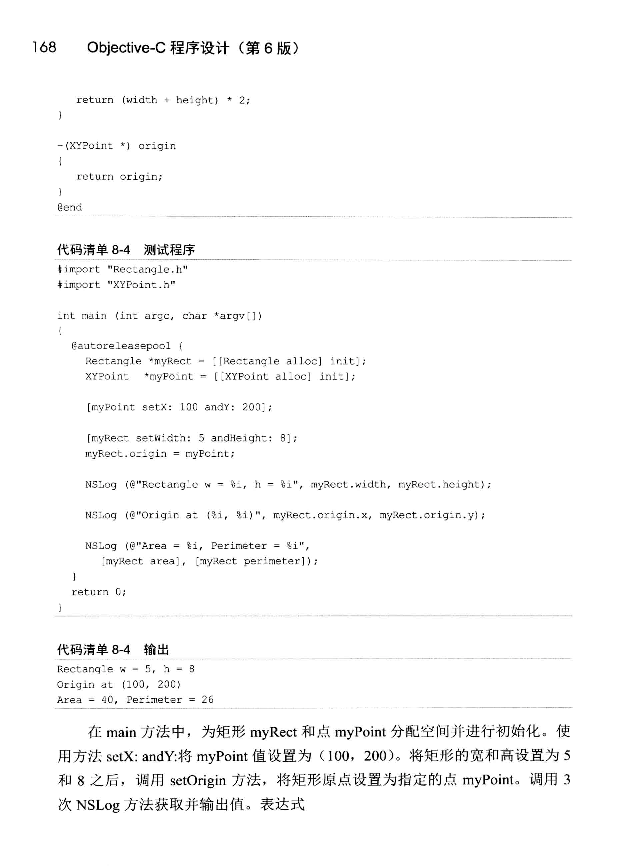 168 Objective-C 程序设计（第 6 版）
return (width + height) * 2;
}
-(XYPoint *) origin
{
return origin;
}
@end
代码清单 8-4 测试程序
#import "Rectangle.h"
#import "XYPoint.h"
int main (int argc, char *argv[])
{
@autoreleasepool {
Rectangle *myRect = [[Rectangle alloc] init];
XYPoint *myPoint = [[XYPoint alloc] init];
[myPoint setX: 100 andY: 200];
[myRect setWidth: 5 andHeight: 8];
myRect.origin = myPoint;
NSLog (@"Rectangle w = %i, h = %i", myRect.width, myRect.height);
NSLog (@"Origin at (%i, %i)", myRect.origin.x, myRect.origin.y);
NSLog (@"Area = %i, Perimeter = %i",
[myRect area], [myRect perimeter]);
}
return 0;
}
代码清单 8-4 输出
Rectangle w = 5, h = 8
Origin at (100, 200)
Area = 40, Perimeter = 26
在 main 方法中，为矩形 myRect 和点 myPoint 分配空间并进行初始化。使
用方法 setX: andY:将 myPoint 值设置为（100，200）。将矩形的宽和高设置为 5
和 8 之后，调用 setOrigin 方法，将矩形原点设置为指定的点 myPoint。调用 3
次 NSLog 方法获取并输出值。表达式